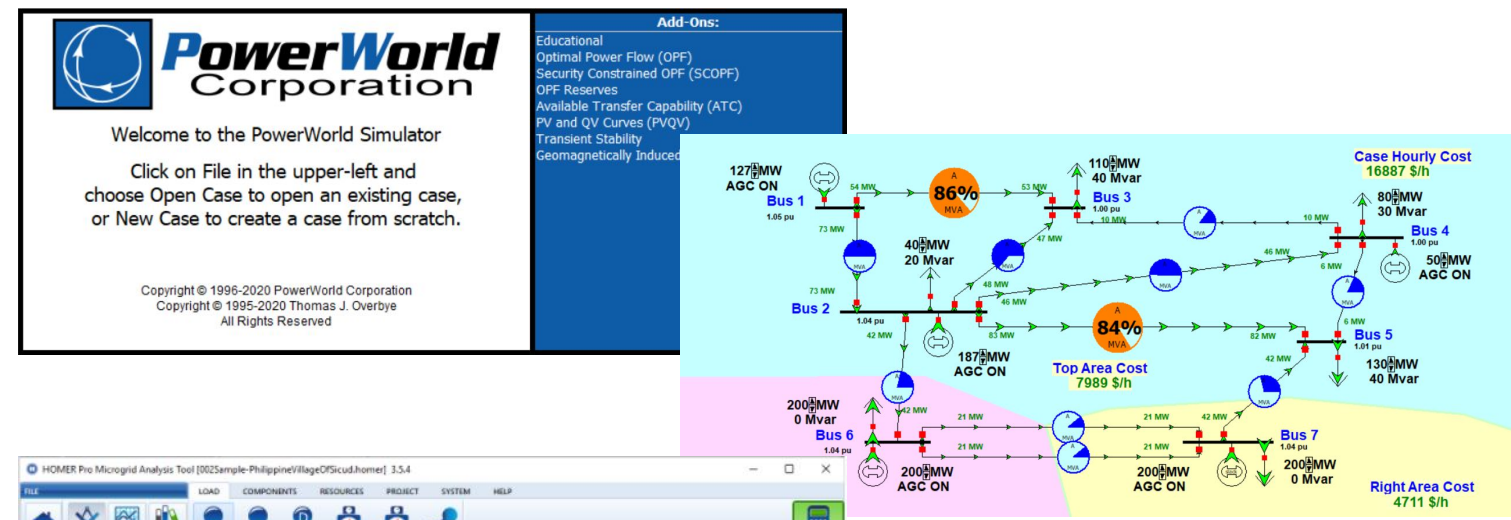 PowerWorld
Corporation
Welcome to the PowerWorld Simulator
Click on File in the upper-left and
choose Open Case to open an existing case,
or New Case to create a case from scratch.
Copyright © 1996-2020 PowerWorld Corporation
Copyright © 1995-2020 Thomas J. Overbye
All Rights Reserved
Add-Ons:
Educational
Optimal Power Flow (OPF)
Security Constrained OPF (SCOPF)
OPF Reserves
Available Transfer Capability (ATC)
PV and QV Curves (PVQV)
Transient Stability
Geomagnetically Induced
Case Hourly Cost
16887 $/h
127 MW
AGC ON
Bus 1
1.05 pu
54 MW
A
86%
MVA
53 MW
110 MW
40 Mvar
Bus 3
1.00 pu
10 MW
MVA
10 MW
80 MW
30 Mvar
Bus 4
1.00 pu
50 MW
AGC ON
73 MW
MVA
73 MW
40 MW
20 Mvar
48 MW
MVA
47 MW
46 MW
MVA
46 MW
6 MW
A
MVA
6 MW
Bus 2
1.04 pu
42 MW
187 MW
AGC ON
83 MW
A
84%
MVA
82 MW
Bus 5
1.01 pu
130 MW
40 Mvar
Top Area Cost
7989 $/h
42 MW
A
MVA
42 MW
200 MW
0 Mvar
Bus 6
1.04 pu
200 MW
AGC ON
21 MW
A
21 MW
21 MW
A
MVA
21 MW
42 MW
MVA
Bus 7
1.04 pu
200 MW
AGC ON
200 MW
0 Mvar
Right Area Cost
4711 $/h
HOMER Pro Microgrid Analysis Tool [002Sample-PhilippineVillageOfSicud.homer] 3.5.4
FILE
LOAD COMPONENTS RESOURCES PROJECT SYSTEM HELP